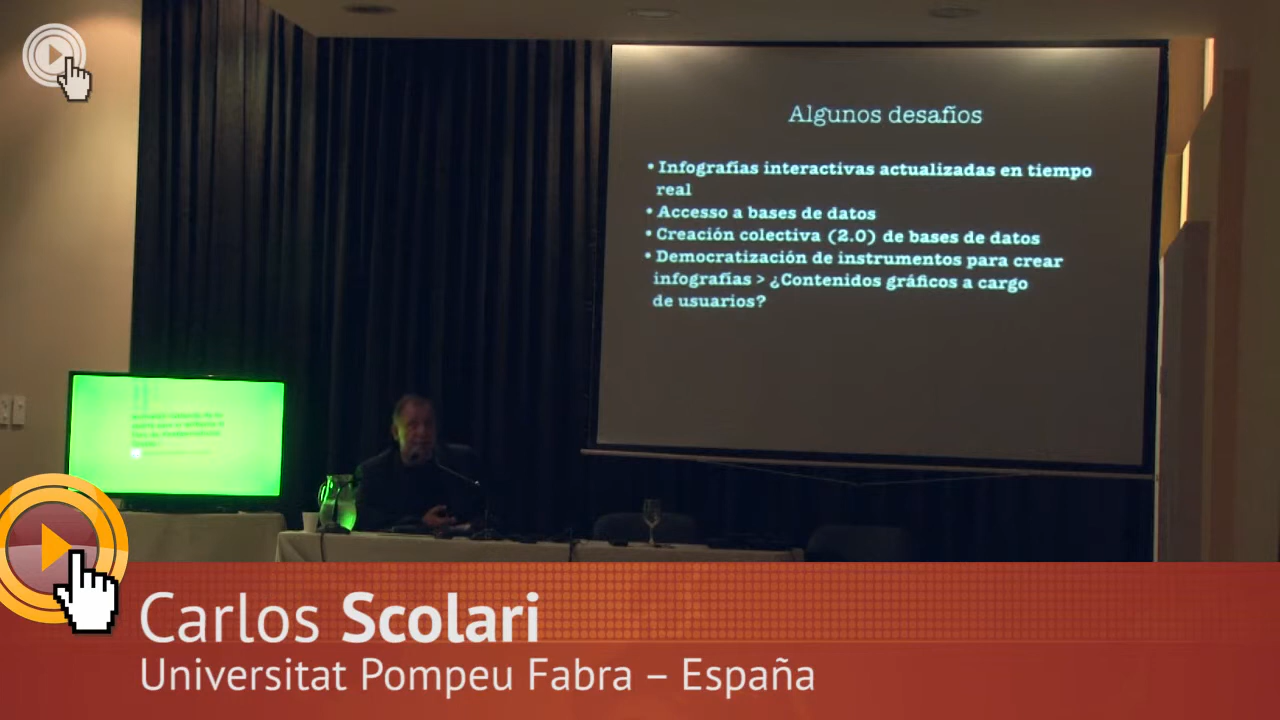 Algunos desafíos
• Infografías interactivas actualizadas en tiempo
real
• Accesso a bases de datos
• Creación colectiva (2.0) de bases de datos
• Democratización de instrumentos para crear
infografías > ¿Contenidos gráficos a cargo
de usuarios?
Carlos Scolari
Universitat Pompeu Fabra – España